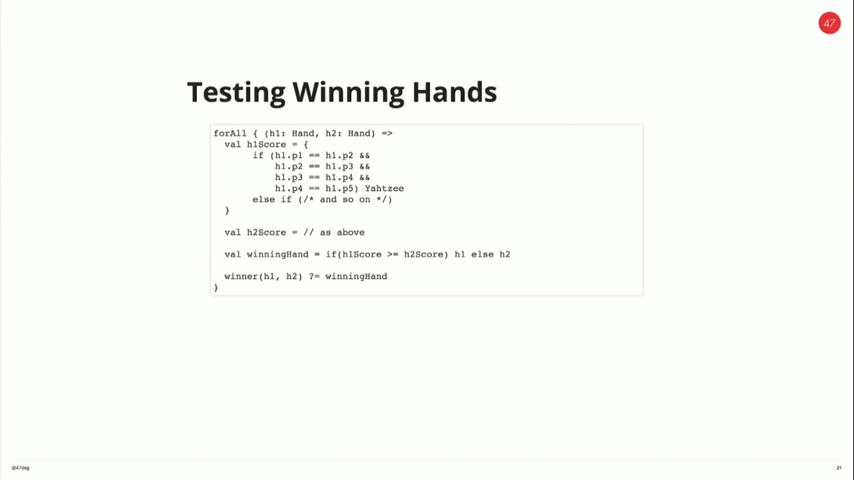 47
Testing Winning Hands
forAll { (h1: Hand, h2: Hand) =>
  val h1Score = {
       if (h1.p1 == h1.p2 &&
           h1.p2 == h1.p3 &&
           h1.p3 == h1.p4 &&
           h1.p4 == h1.p5) Yahtzee
       else if (/* and so on */)
  }
  val h2Score = // as above
  val winningHand = if(h1Score >= h2Score) h1 else h2
  winner(h1, h2) ?= winningHand
}
@47deg
21